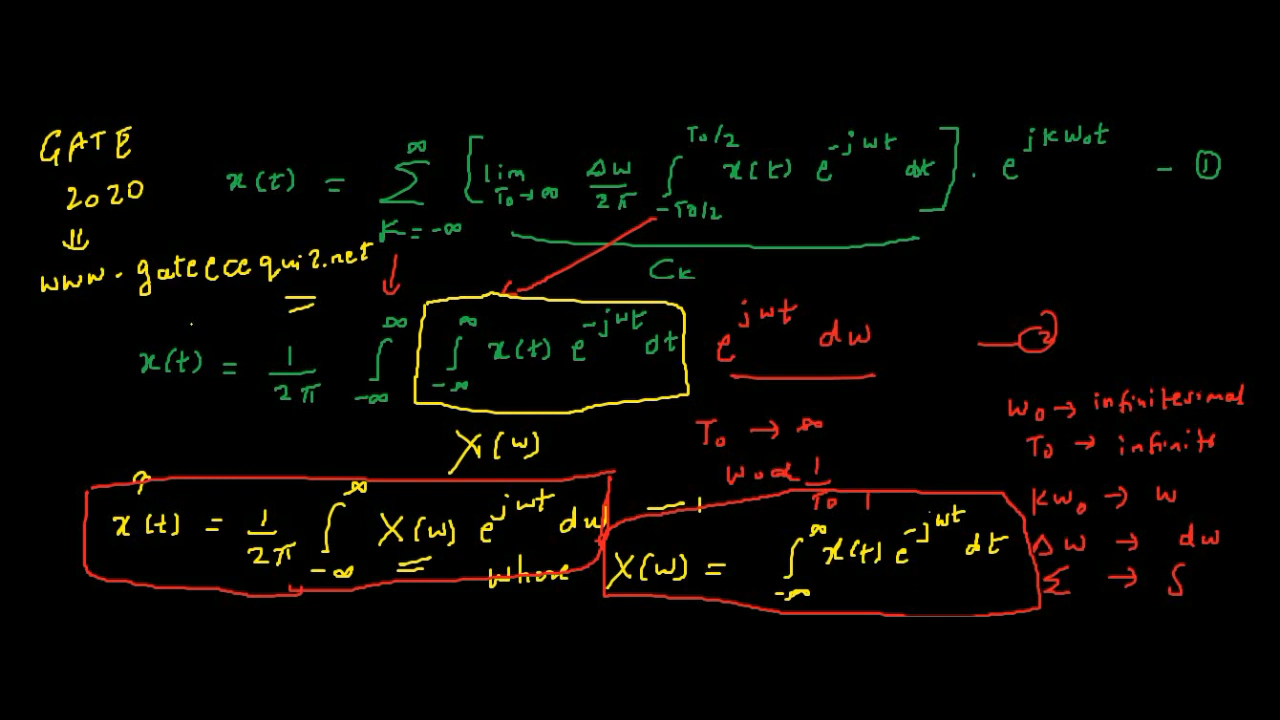 GATE
2020
⇓
www.gateecequiz.net
x(t) = ∑_{K=-∞}^{∞} [ lim_{T₀→∞} Δw/2π ∫_{-T₀/2}^{T₀/2} x(t) e^{-jwt} dt ] . e^{jkw₀t} - ①
Cₖ
x(t) = 1/2π ∫_{-∞}^{∞} ∫_{-∞}^{∞} x(t) e^{-jwt} dt e^{jwt} dw - ②
X(w)
T₀ → ∞
w₀ ∝ 1/T₀
w₀ → infinitesimal
T₀ → infinite
kw₀ → w
Δw → dw
Σ → ∫
x(t) = 1/2π ∫_{-∞}^{∞} X(w) e^{jwt} dw - 1
where X(w) = ∫_{-∞}^{∞} x(t) e^{-jwt} dt